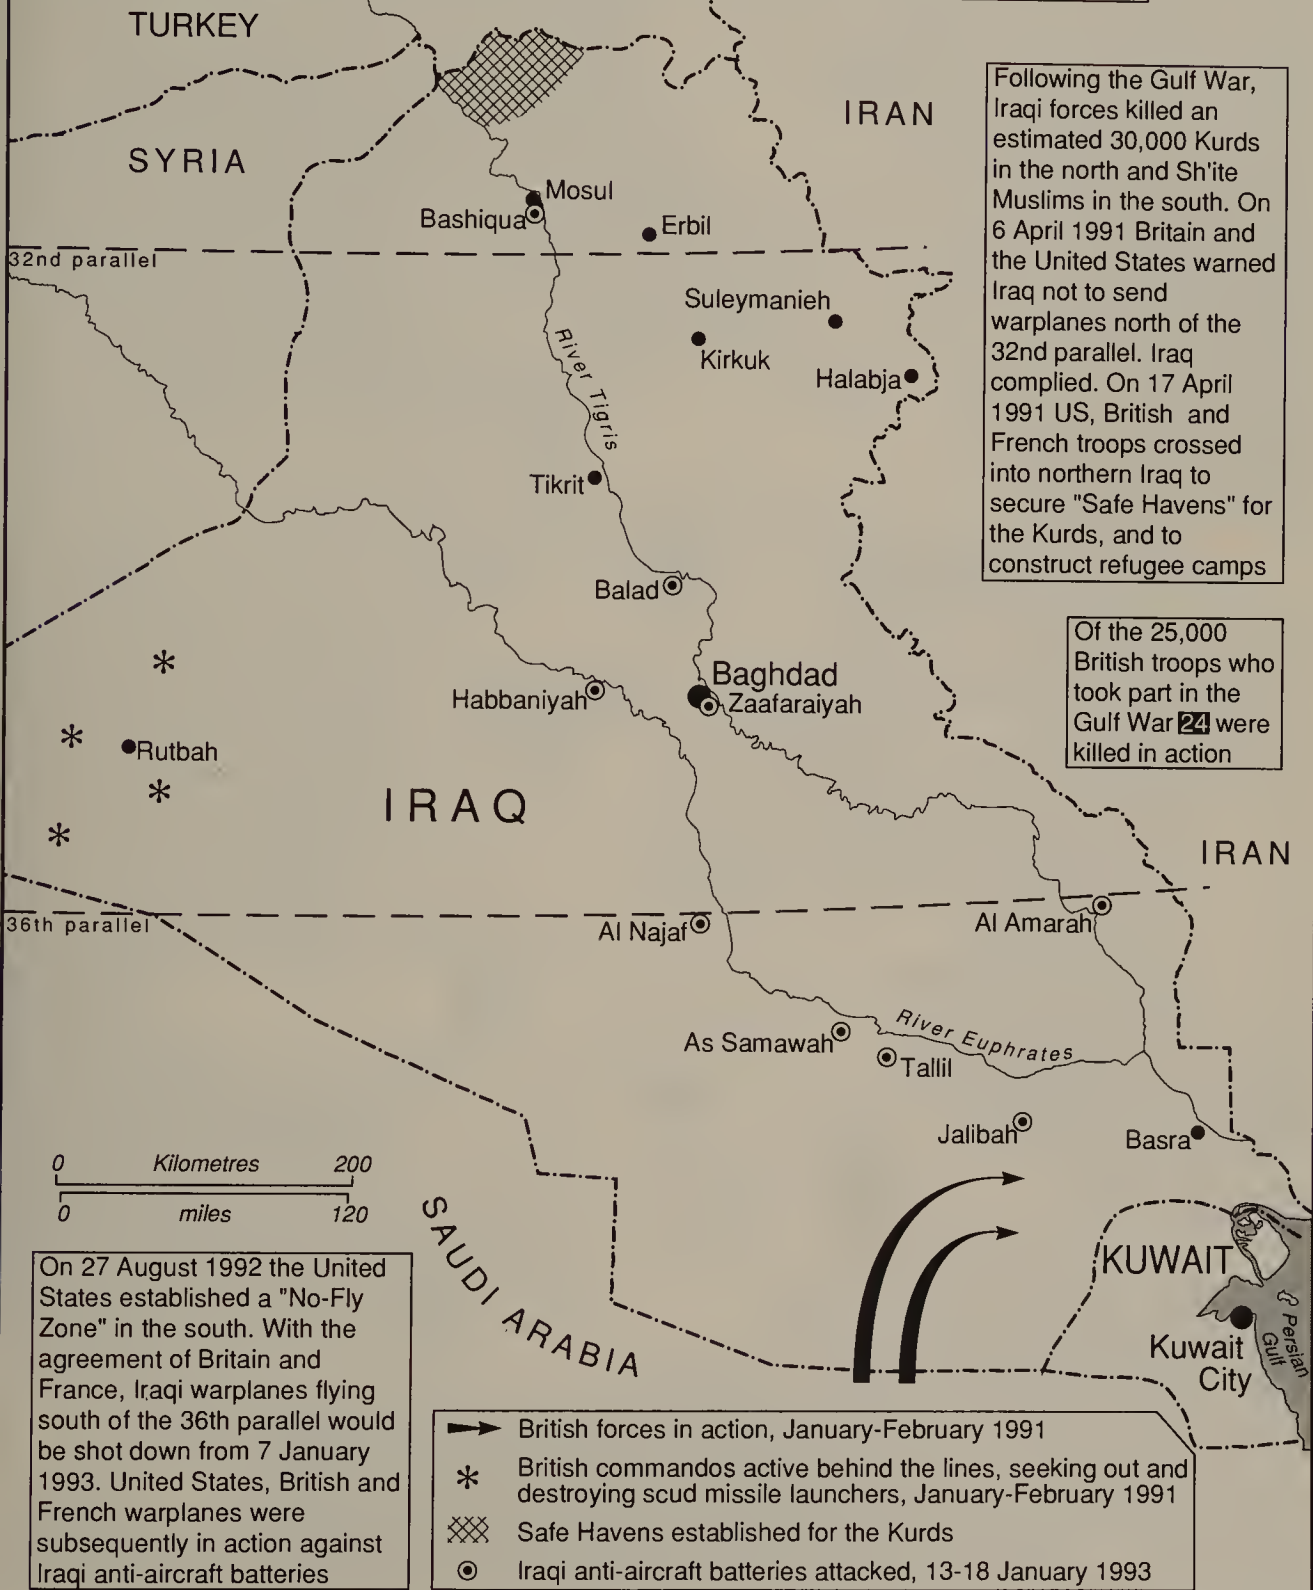 TURKEY
IRAN
SYRIA
Mosul
Bashiqua
Erbil
32nd parallel
Suleymanieh
Kirkuk
Halabja
River Tigris
Tikrit
Balad
Baghdad
Zaafaraiyah
Habbaniyah
Rutbah
IRAQ
IRAN
36th parallel
Al Najaf
Al Amarah
River Euphrates
As Samawah
Tallil
Jalibah
Basra
SAUDI ARABIA
KUWAIT
Kuwait
City
Persian
Gulf
Following the Gulf War,
Iraqi forces killed an
estimated 30,000 Kurds
in the north and Sh'ite
Muslims in the south. On
6 April 1991 Britain and
the United States warned
Iraq not to send
warplanes north of the
32nd parallel. Iraq
complied. On 17 April
1991 US, British and
French troops crossed
into northern Iraq to
secure "Safe Havens" for
the Kurds, and to
construct refugee camps
Of the 25,000
British troops who
took part in the
Gulf War 24 were
killed in action
0 Kilometres 200
0 miles 120
On 27 August 1992 the United
States established a "No-Fly
Zone" in the south. With the
agreement of Britain and
France, Iraqi warplanes flying
south of the 36th parallel would
be shot down from 7 January
1993. United States, British and
French warplanes were
subsequently in action against
Iraqi anti-aircraft batteries
British forces in action, January-February 1991
British commandos active behind the lines, seeking out and
destroying scud missile launchers, January-February 1991
Safe Havens established for the Kurds
Iraqi anti-aircraft batteries attacked, 13-18 January 1993